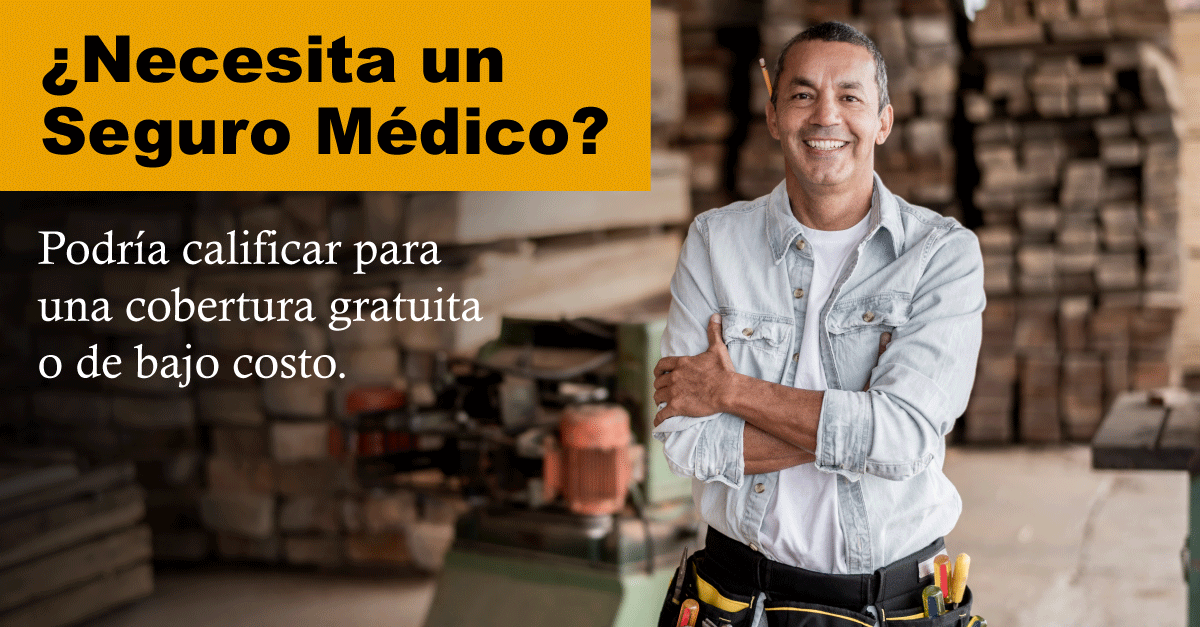 ¿Necesita un
Seguro Médico?
Podría calificar para
una cobertura gratuita
o de bajo costo.